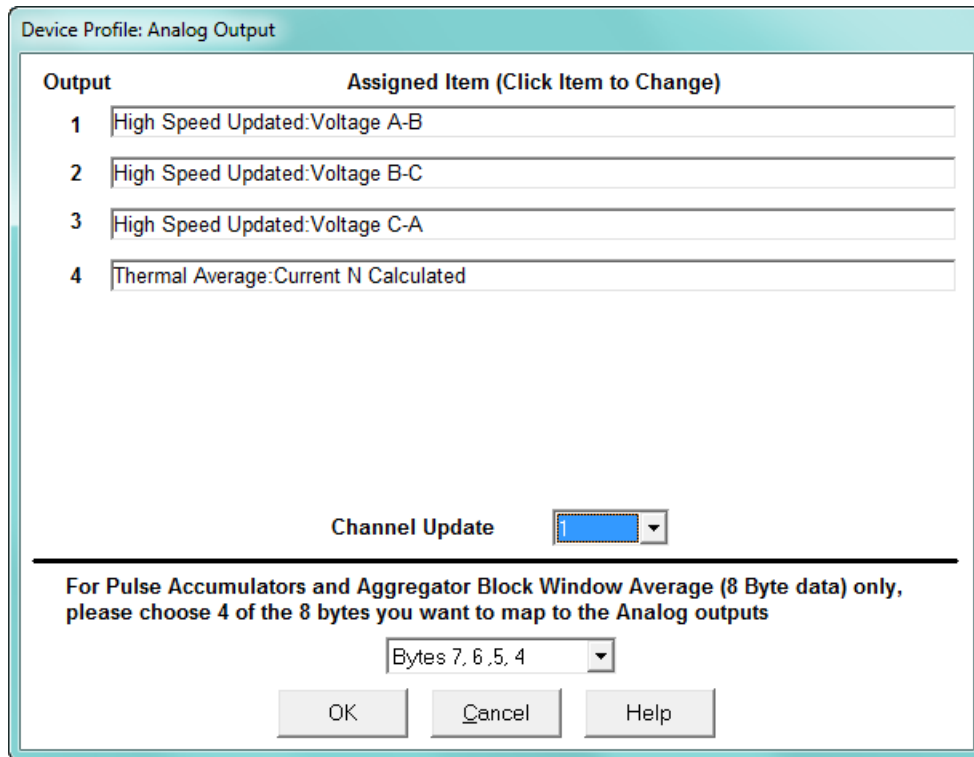 Device Profile: Analog Output
Output Assigned Item (Click Item to Change)
1 High Speed Updated:Voltage A-B
2 High Speed Updated:Voltage B-C
3 High Speed Updated:Voltage C-A
4 Thermal Average:Current N Calculated
Channel Update 1
For Pulse Accumulators and Aggregator Block Window Average (8 Byte data) only,
please choose 4 of the 8 bytes you want to map to the Analog outputs
Bytes 7, 6 ,5, 4
OK Cancel Help